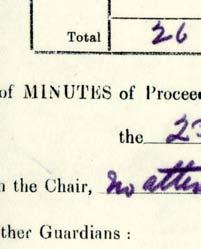 Total 26
of MINUTES of Procee
the 23
n the Chair, No atten
ther Guardians :